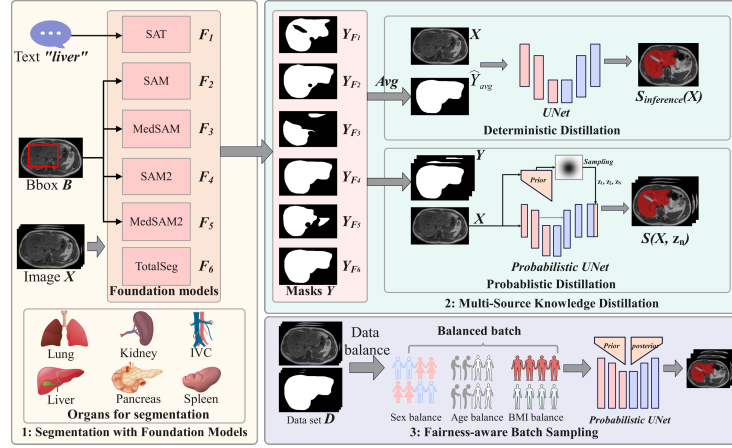 Text "liver"
SAT
F1
SAM
F2
MedSAM
F3
SAM2
F4
MedSAM2
F5
TotalSeg
F6
Bbox B
Image X
Foundation models
Lung
Kidney
IVC
Liver
Pancreas
Spleen
Organs for segmentation
1: Segmentation with Foundation Models
YF1
YF2
YF3
YF4
YF5
YF6
Masks Y
Avg
X
Ŷavg
UNet
Sinference(X)
Deterministic Distillation
Y
X
Prior
Sampling
z1, z2, zN
Probabilistic UNet
S(X, zn)
Probablistic Distillation
2: Multi-Source Knowledge Distillation
Data set D
Data
balance
Balanced batch
Sex balance
Age balance
BMI balance
Prior
posterior
Probabilistic UNet
3: Fairness-aware Batch Sampling